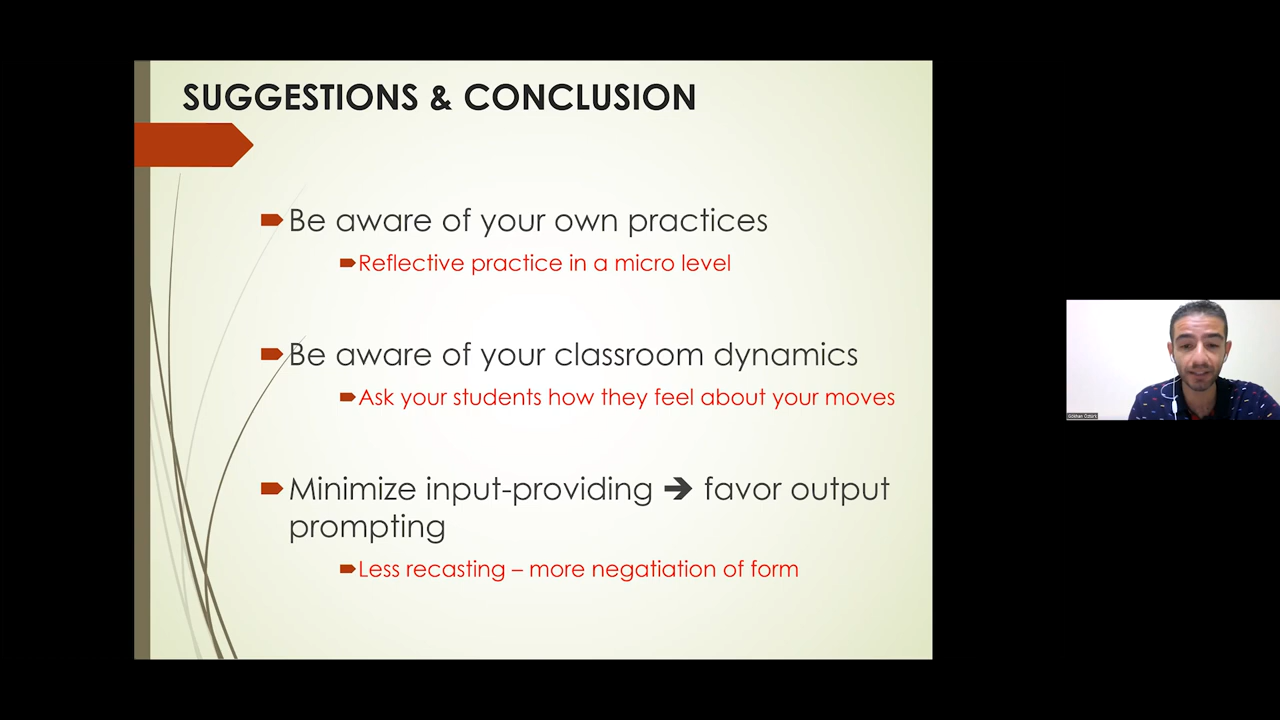 SUGGESTIONS & CONCLUSION
Be aware of your own practices
Reflective practice in a micro level
Be aware of your classroom dynamics
Ask your students how they feel about your moves
Minimize input-providing ➔ favor output
prompting
Less recasting – more negatiation of form